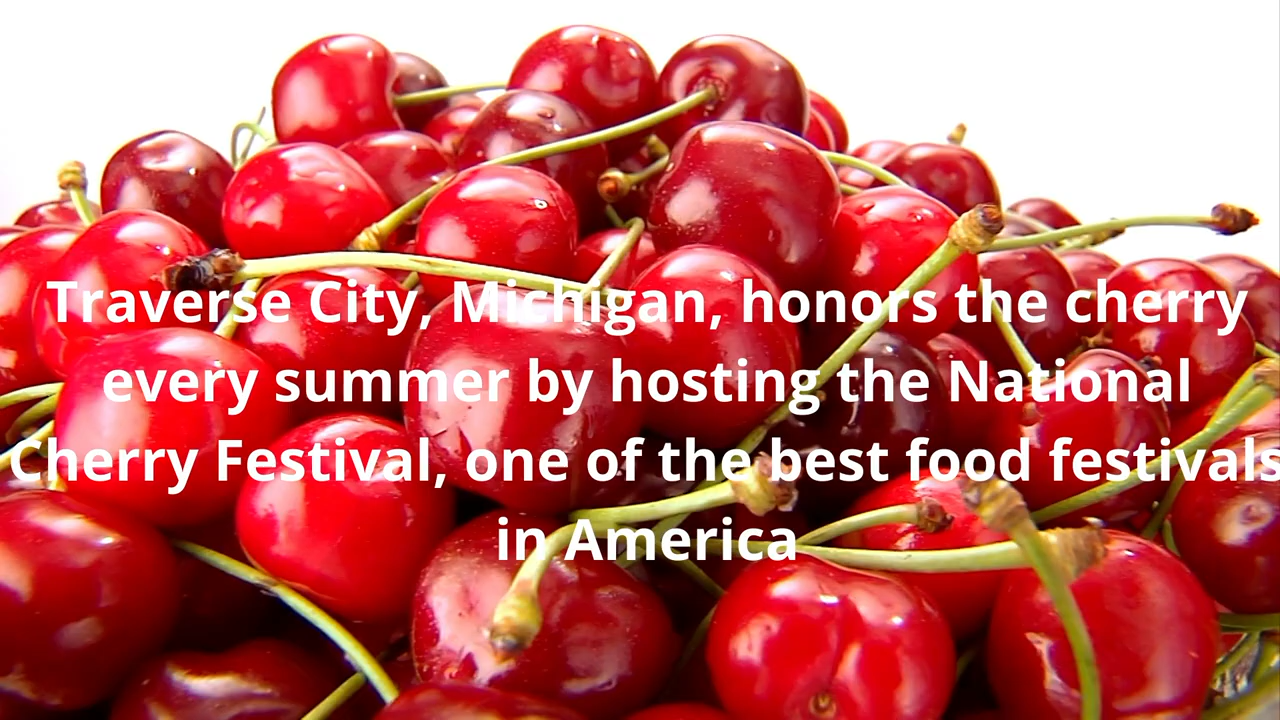 Traverse City, Michigan, honors the cherry
every summer by hosting the National
Cherry Festival, one of the best food festivals
in America